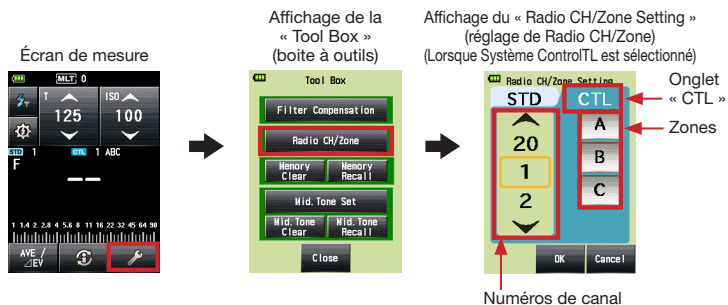 Écran de mesure
MLT 0
T
125
ISO
100
STD 1
CTL 1 ABC
F
1 1.4 2 2.8 4 5.6 8 11 16 22 32 45 64 90
AVE /
⊿EV
Affichage de la
« Tool Box »
(boite à outils)
Tool Box
Filter Compensation
Radio CH/Zone
Memory
Clear
Memory
Recall
Mid.Tone Set
Mid.Tone
Clear
Mid.Tone
Recall
Close
Affichage du « Radio CH/Zone Setting »
(réglage de Radio CH/Zone)
(Lorsque Système ControlTL est sélectionné)
Radio CH/Zone Setting
STD
CTL
20
1
2
A
B
C
OK
Cancel
Onglet
« CTL »
Zones
Numéros de canal